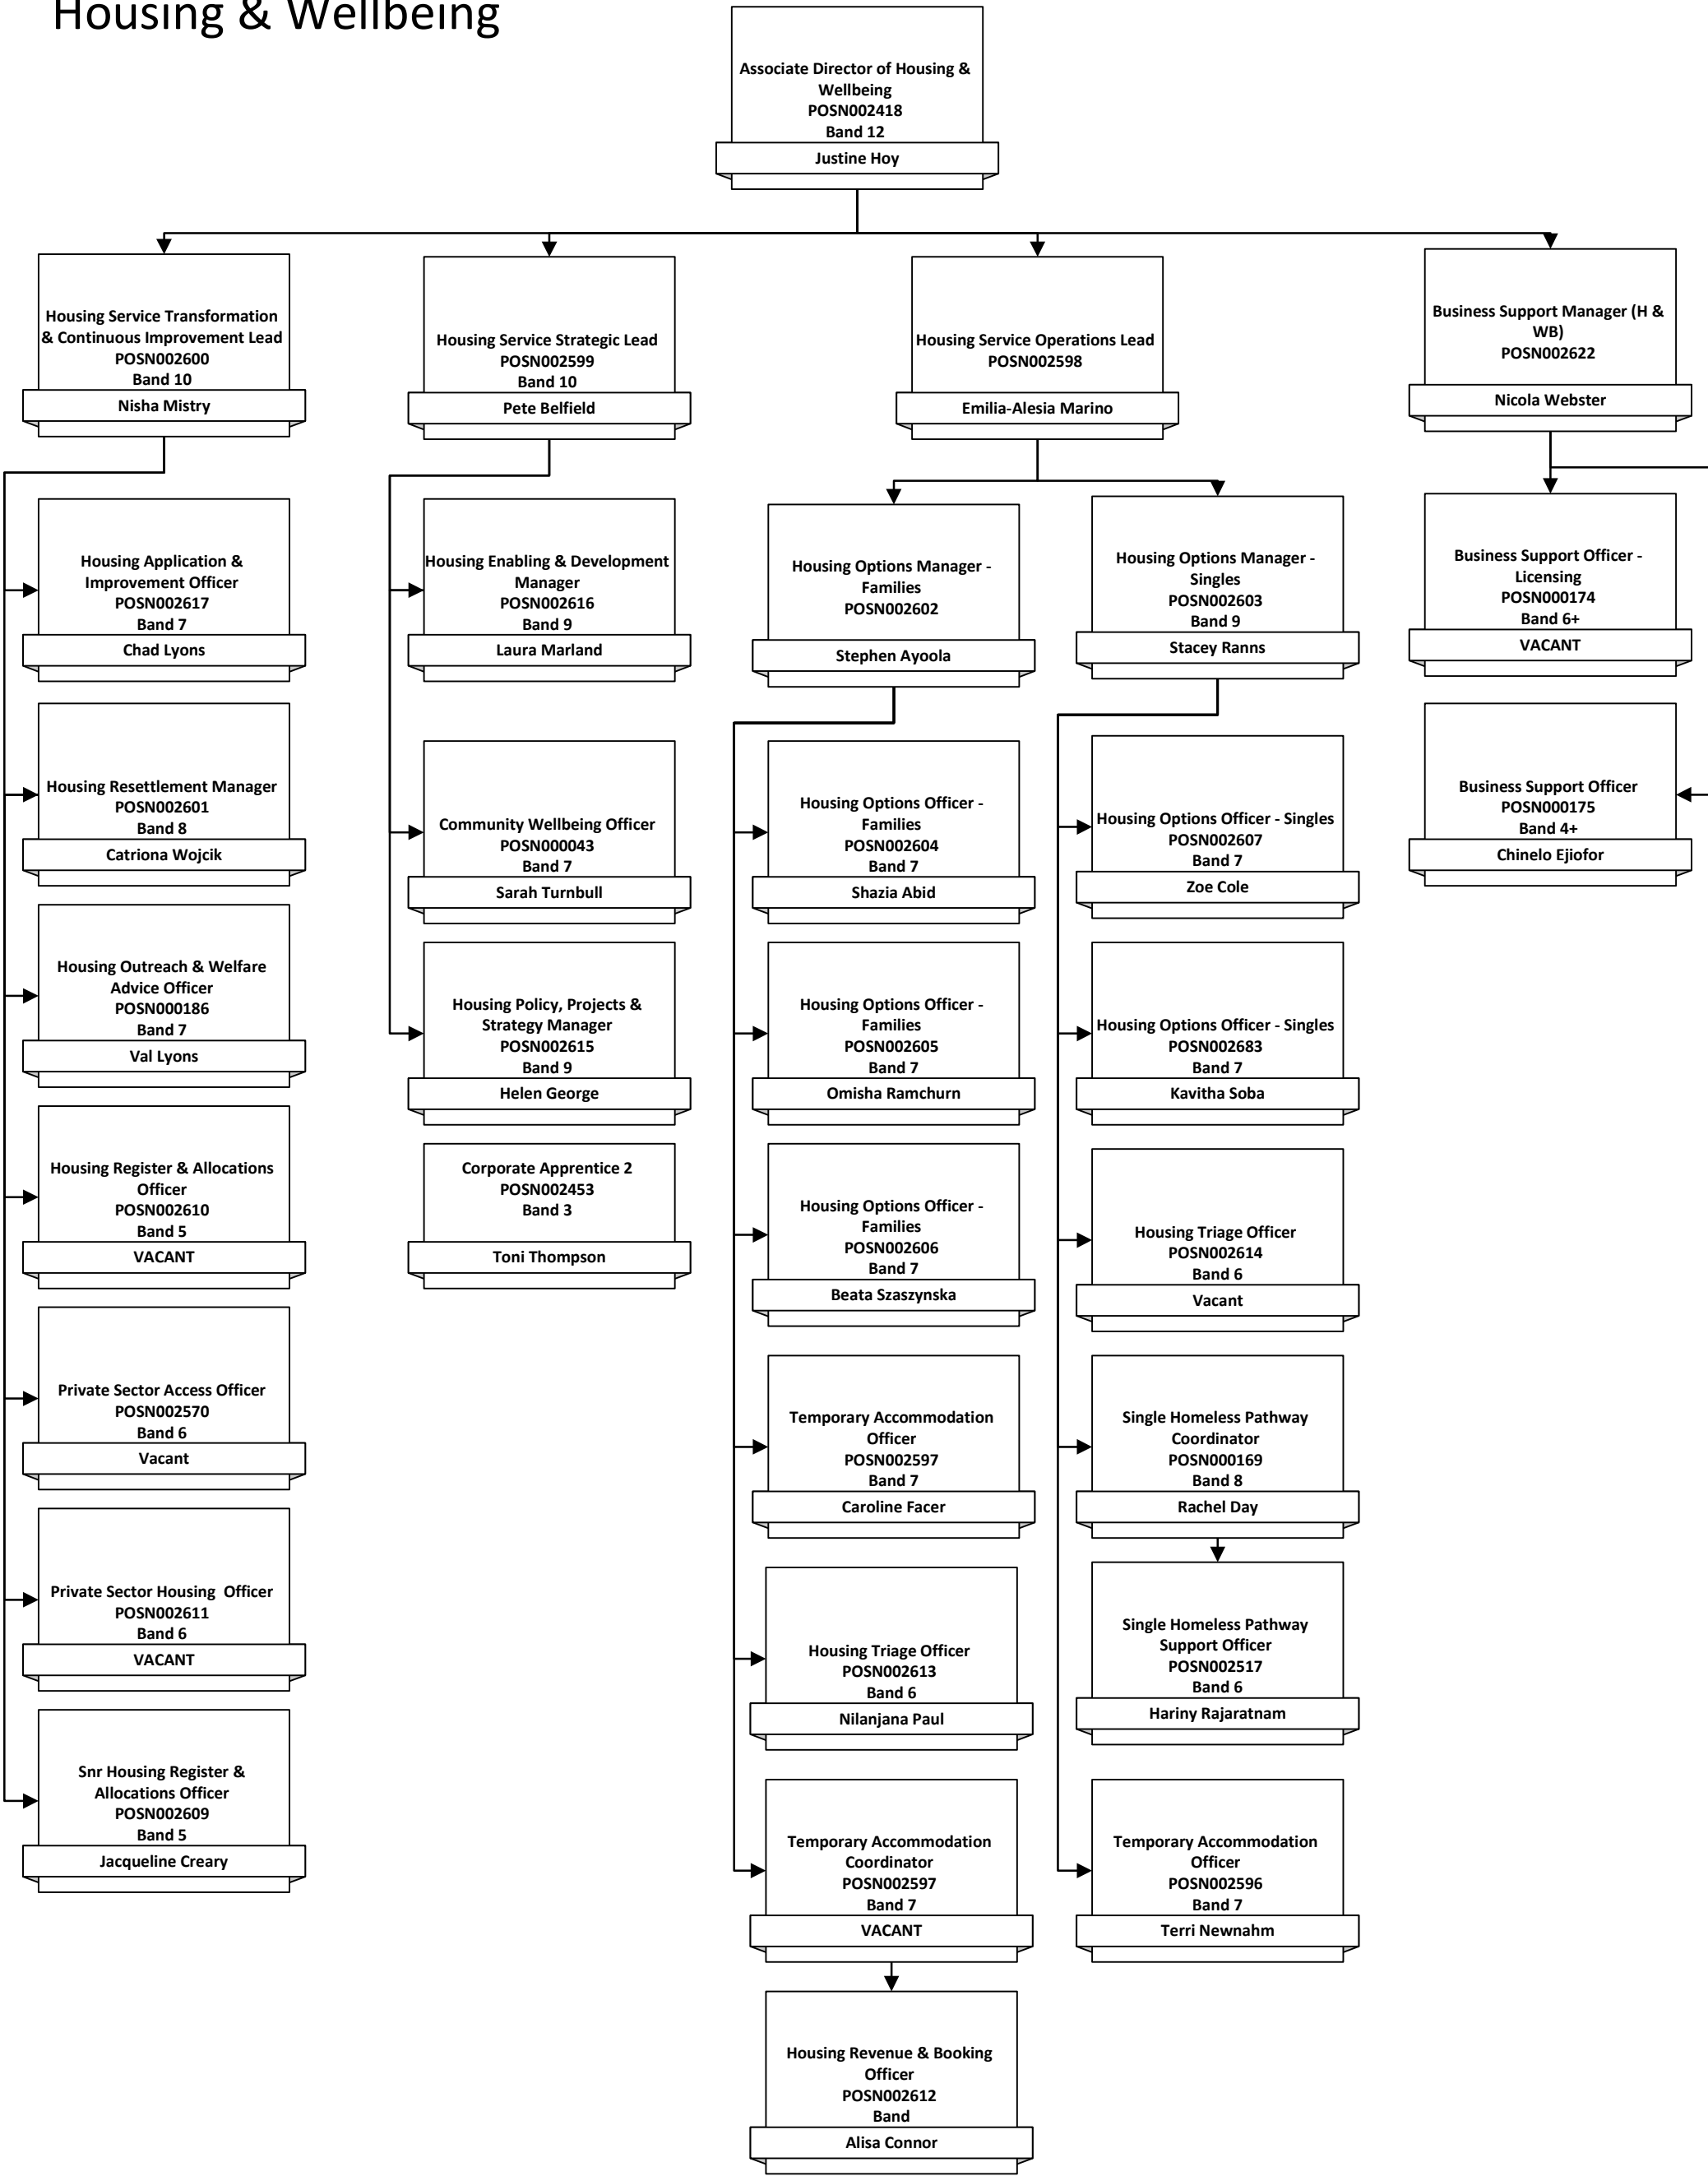 Housing & Wellbeing
Associate Director of Housing &
Wellbeing
POSN002418
Band 12
Justine Hoy
Housing Service Transformation
& Continuous Improvement Lead
POSN002600
Band 10
Nisha Mistry
Housing Service Strategic Lead
POSN002599
Band 10
Pete Belfield
Housing Service Operations Lead
POSN002598
Emilia-Alesia Marino
Business Support Manager (H &
WB)
POSN002622
Nicola Webster
Housing Application &
Improvement Officer
POSN002617
Band 7
Chad Lyons
Housing Resettlement Manager
POSN002601
Band 8
Catriona Wojcik
Housing Outreach & Welfare
Advice Officer
POSN000186
Band 7
Val Lyons
Housing Register & Allocations
Officer
POSN002610
Band 5
VACANT
Private Sector Access Officer
POSN002570
Band 6
Vacant
Private Sector Housing  Officer
POSN002611
Band 6
VACANT
Snr Housing Register &
Allocations Officer
POSN002609
Band 5
Jacqueline Creary
Housing Enabling & Development
Manager
POSN002616
Band 9
Laura Marland
Community Wellbeing Officer
POSN000043
Band 7
Sarah Turnbull
Housing Policy, Projects &
Strategy Manager
POSN002615
Band 9
Helen George
Corporate Apprentice 2
POSN002453
Band 3
Toni Thompson
Housing Options Manager -
Families
POSN002602
Stephen Ayoola
Housing Options Officer -
Families
POSN002604
Band 7
Shazia Abid
Housing Options Officer -
Families
POSN002605
Band 7
Omisha Ramchurn
Housing Options Officer -
Families
POSN002606
Band 7
Beata Szaszynska
Temporary Accommodation
Officer
POSN002597
Band 7
Caroline Facer
Housing Triage Officer
POSN002613
Band 6
Nilanjana Paul
Temporary Accommodation
Coordinator
POSN002597
Band 7
VACANT
Housing Revenue & Booking
Officer
POSN002612
Band
Alisa Connor
Housing Options Manager -
Singles
POSN002603
Band 9
Stacey Ranns
Housing Options Officer - Singles
POSN002607
Band 7
Zoe Cole
Housing Options Officer - Singles
POSN002683
Band 7
Kavitha Soba
Housing Triage Officer
POSN002614
Band 6
Vacant
Single Homeless Pathway
Coordinator
POSN000169
Band 8
Rachel Day
Single Homeless Pathway
Support Officer
POSN002517
Band 6
Hariny Rajaratnam
Temporary Accommodation
Officer
POSN002596
Band 7
Terri Newnahm
Business Support Officer -
Licensing
POSN000174
Band 6+
VACANT
Business Support Officer
POSN000175
Band 4+
Chinelo Ejiofor